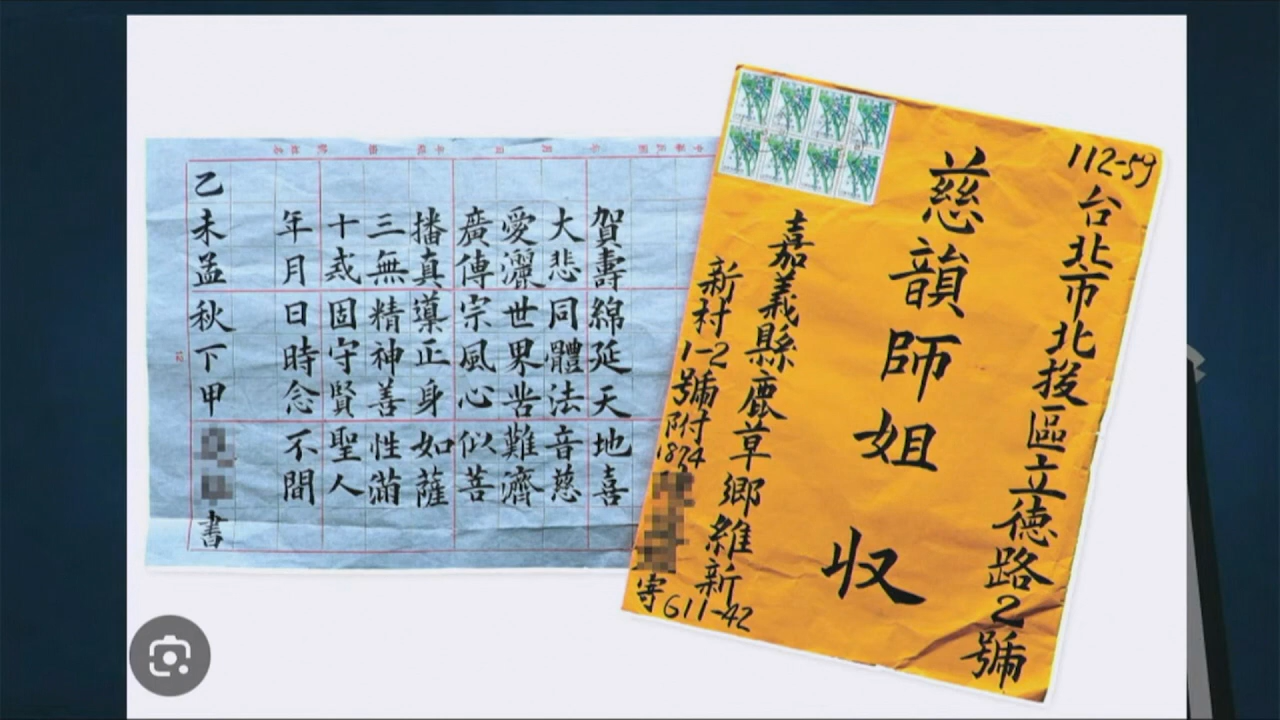 112-59
台北市北投區立德路2號
慈韻師姐 收
嘉義縣鹿草鄉維新
新村1-2號附1874
寄
611-42
賀壽綿延天地喜
大悲同體法音慈
愛灑世界苦難濟
廣傳宗風心似菩
播真導正身如薩
三無精神善性滿
十戒固守賢聖人
年月日時念不間
乙未孟秋下甲
書
12